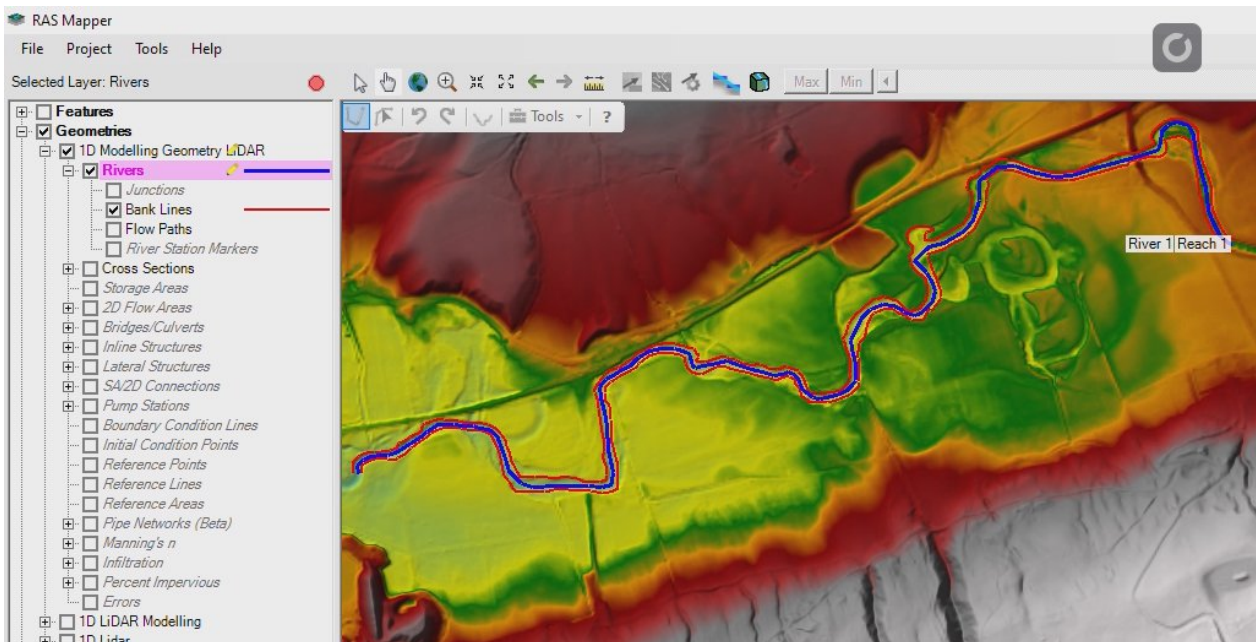 RAS Mapper
File Project Tools Help
Selected Layer: Rivers Max Min
Features Tools ?
Geometries
1D Modelling Geometry LiDAR
Rivers
Junctions
Bank Lines
Flow Paths
River Station Markers
River 1 Reach 1
Cross Sections
Storage Areas
2D Flow Areas
Bridges/Culverts
Inline Structures
Lateral Structures
SA/2D Connections
Pump Stations
Boundary Condition Lines
Initial Condition Points
Reference Points
Reference Lines
Reference Areas
Pipe Networks (Beta)
Manning's n
Infiltration
Percent Impervious
Errors
1D LiDAR Modelling
1D Lidar